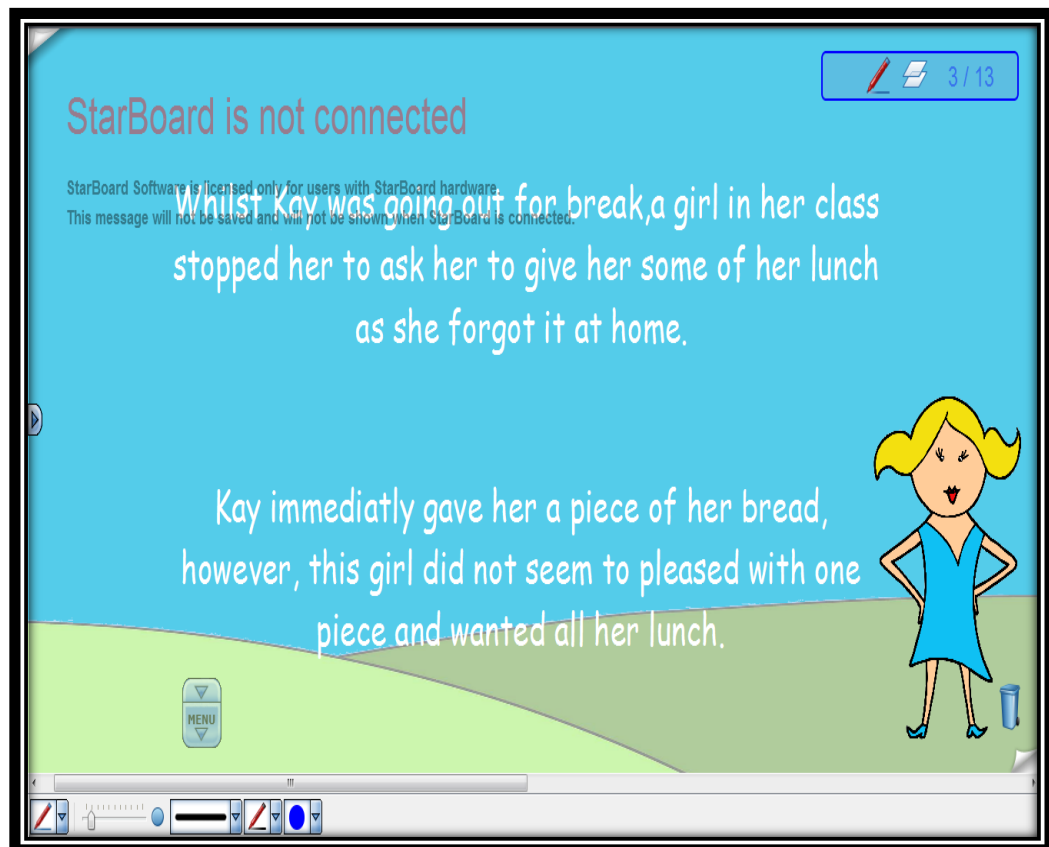 3 / 13
StarBoard is not connected
StarBoard Software is licensed only for users with StarBoard hardware.
This message will not be saved and will not be shown when StarBoard is connected.
Whilst Kay was going out for break,a girl in her class
stopped her to ask her to give her some of her lunch
as she forgot it at home.
Kay immediatly gave her a piece of her bread,
however, this girl did not seem to pleased with one
piece and wanted all her lunch.
MENU